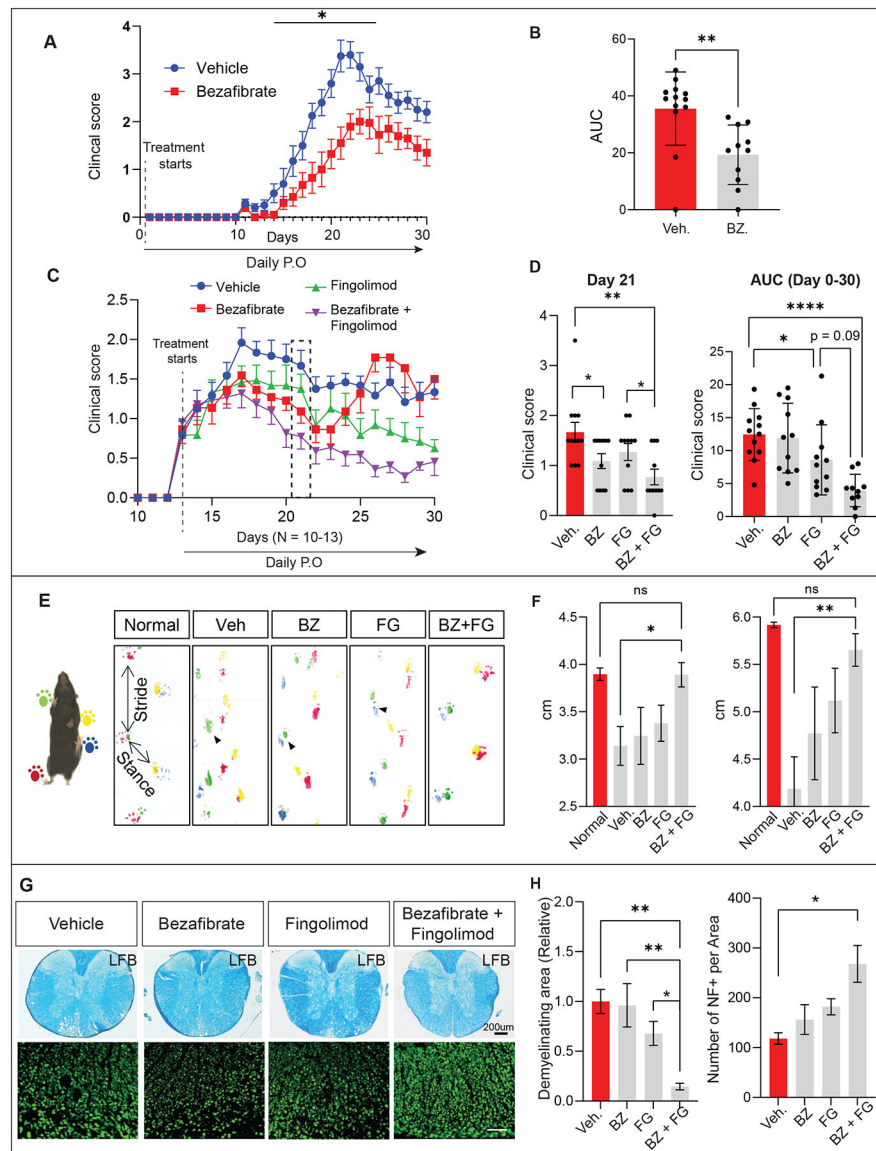 A
*
Vehicle
Bezafibrate
Treatment
starts
Clincal score
4
3
2
1
0
0
10
20
30
Days
Daily P.O
B
**
AUC
60
40
20
0
Veh.
BZ.
C
Vehicle
Bezafibrate
Fingolimod
Bezafibrate +
Fingolimod
Treatment
starts
Clinical score
2.5
2.0
1.5
1.0
0.5
0.0
10
15
20
25
30
Days (N = 10-13)
Daily P.O
D
Day 21
**
*
*
Clinical score
4
3
2
1
0
Veh.
BZ
FG
BZ + FG
AUC (Day 0-30)
****
*
p = 0.09
Clinical score
25
20
15
10
5
0
Veh.
BZ
FG
BZ + FG
E
Normal
Veh
BZ
FG
BZ+FG
Stride
Stance
F
ns
*
cm
4.5
4.0
3.5
3.0
2.5
Normal
Veh.
BZ
FG
BZ + FG
ns
**
cm
6.0
5.5
5.0
4.5
4.0
Normal
Veh.
BZ
FG
BZ + FG
G
Vehicle
Bezafibrate
Fingolimod
Bezafibrate +
Fingolimod
LFB
LFB
LFB
LFB
200um
H
**
**
*
Demyelinating area (Relative)
2.0
1.5
1.0
0.5
0.0
Veh.
BZ
FG
BZ + FG
*
Number of NF+ per Area
400
300
200
100
0
Veh.
BZ
FG
BZ + FG